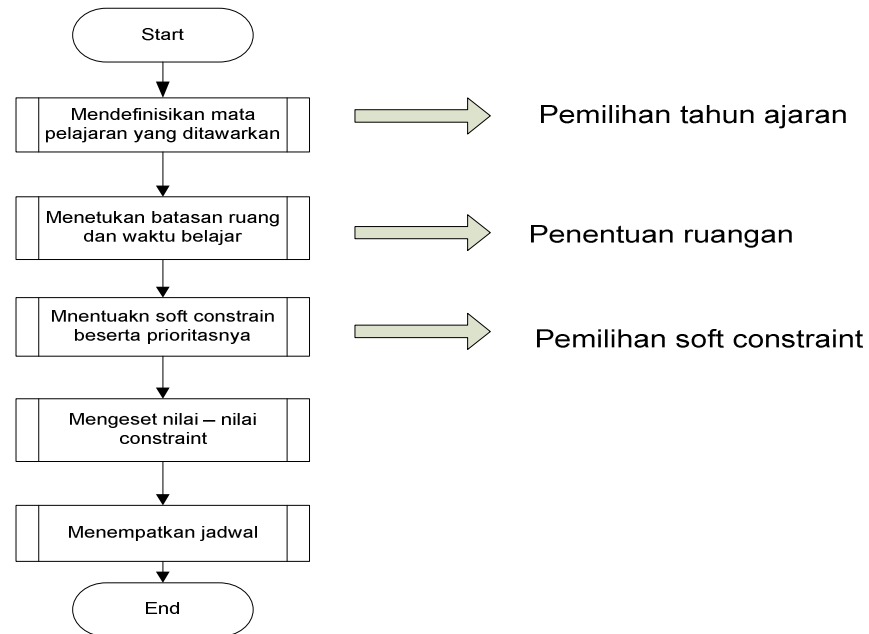 Start
Mendefinisikan mata
pelajaran yang ditawarkan
Pemilihan tahun ajaran
Menetukan batasan ruang
dan waktu belajar
Penentuan ruangan
Mnentuakn soft constrain
beserta prioritasnya
Pemilihan soft constraint
Mengeset nilai – nilai
constraint
Menempatkan jadwal
End